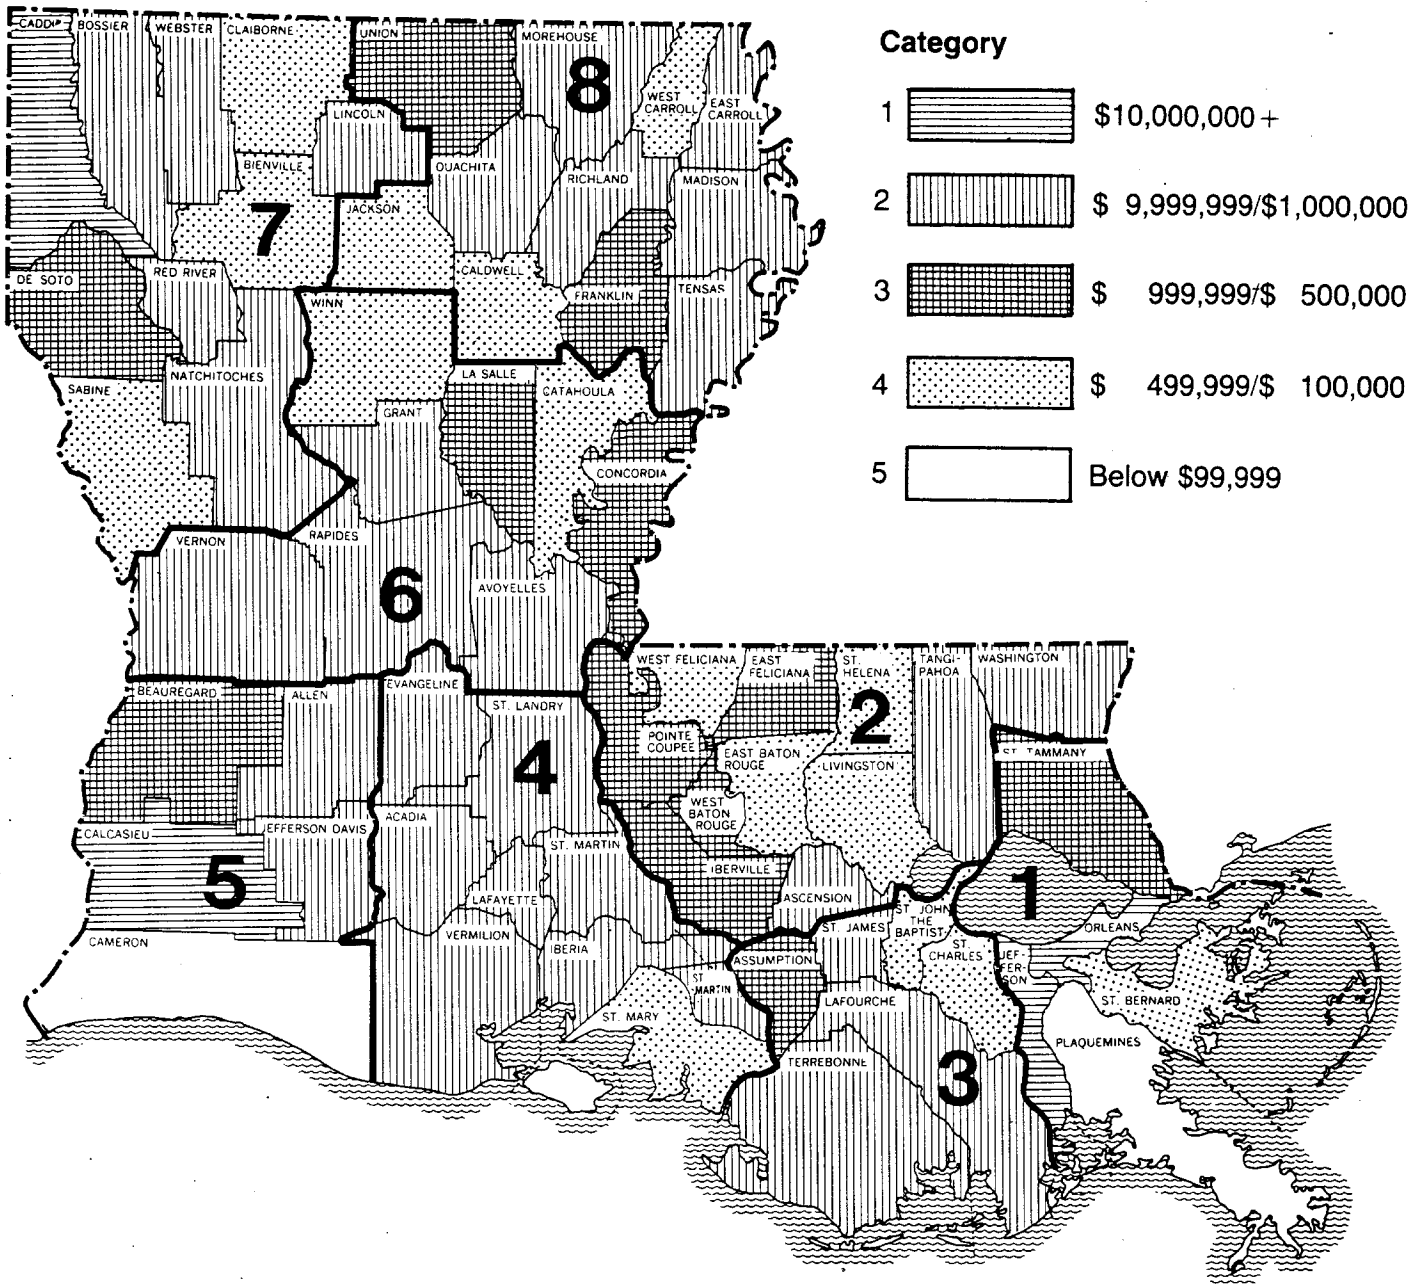 CADDO BOSSIER WEBSTER CLAIBORNE UNION MOREHOUSE
8
WEST
CARROLL
EAST
CARROLL
LINCOLN
BIENVILLE
OUACHITA
RICHLAND
MADISON
7
JACKSON
DE SOTO
RED RIVER
CALDWELL
WINN
FRANKLIN
TENSAS
SABINE
NATCHITOCHES
LA SALLE
CATAHOULA
GRANT
CONCORDIA
VERNON
RAPIDES
6
AVOYELLES
WEST FELICIANA
EAST
FELICIANA
ST.
HELENA
TANGI-
PAHOA
WASHINGTON
2
BEAUREGARD
ALLEN
EVANGELINE
ST. LANDRY
4
POINTE
COUPEE
EAST BATON
ROUGE
LIVINGSTON
ST. TAMMANY
WEST
BATON
ROUGE
CALCASIEU
EFFERSON DAVIS
ACADIA
ST. MARTIN
5
IBERVILLE
1
LAFAYETTE
ASCENSION
ST. JOHN
THE
BAPTIST
ORLEANS
CAMERON
VERMILION
IBERIA
ST. JAMES
ST.
CHARLES
JEF-
FER-
SON
ASSUMPTION
ST
MARTIN
LAFOURCHE
ST. BERNARD
ST. MARY
PLAQUEMINES
TERREBONNE
3
Category
1 $10,000,000+
2 $ 9,999,999/$1,000,000
3 $ 999,999/$ 500,000
4 $ 499,999/$ 100,000
5 Below $99,999